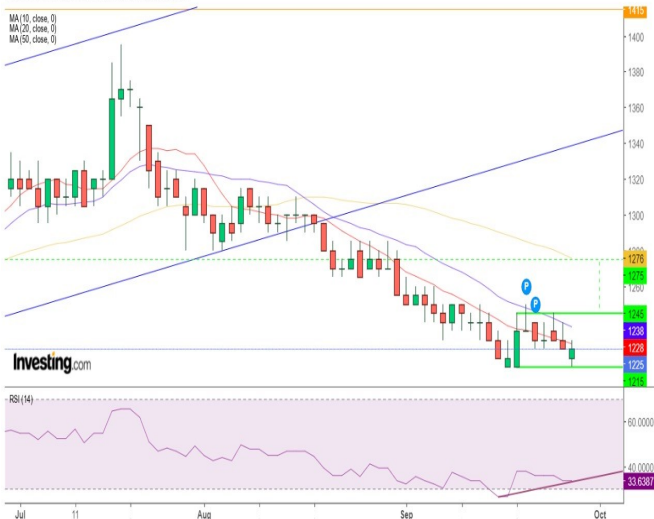 MA (10, close, 0)
MA (20, close, 0)
MA (50, close, 0)
1415
1400
1380
1360
1340
1320
1300
1280
1276
1275
1260
1245
1238
1228
1225
1215
P
P
Investing.com
RSI (14)
60.0000
40.0000
33.6387
Jul
11
Aug
Sep
Oct